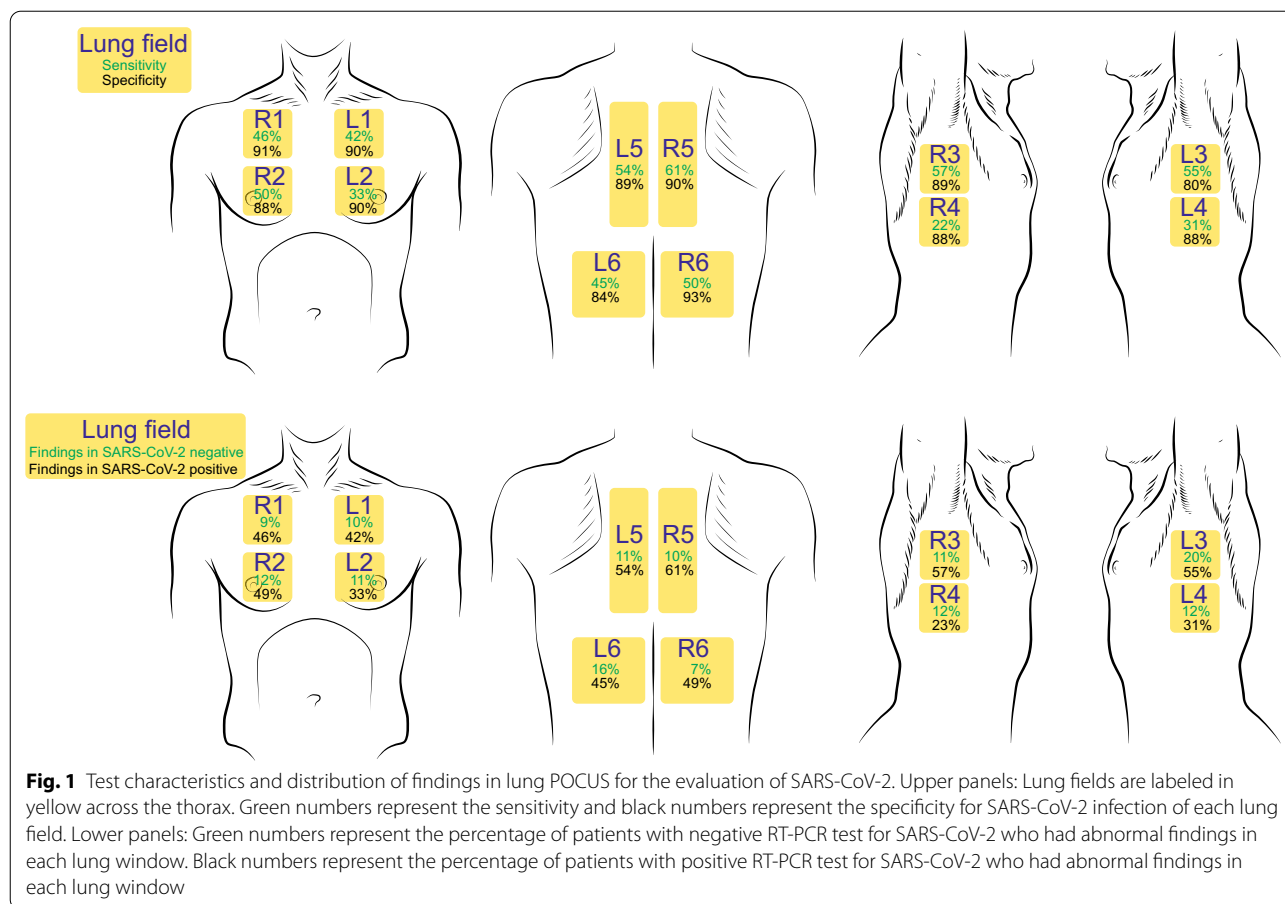 Lung field
Sensitivity
Specificity
R1
46%
91%
L1
42%
90%
R2
50%
88%
L2
33%
90%
L5
54%
89%
R5
61%
90%
L6
45%
84%
R6
50%
93%
R3
57%
89%
R4
22%
88%
L3
55%
80%
L4
31%
88%
Lung field
Findings in SARS-CoV-2 negative
Findings in SARS-CoV-2 positive
R1
9%
46%
L1
10%
42%
R2
12%
49%
L2
11%
33%
L5
11%
54%
R5
10%
61%
L6
16%
45%
R6
7%
49%
R3
11%
57%
R4
12%
23%
L3
20%
55%
L4
12%
31%
Fig. 1 Test characteristics and distribution of findings in lung POCUS for the evaluation of SARS-CoV-2. Upper panels: Lung fields are labeled in
yellow across the thorax. Green numbers represent the sensitivity and black numbers represent the specificity for SARS-CoV-2 infection of each lung
field. Lower panels: Green numbers represent the percentage of patients with negative RT-PCR test for SARS-CoV-2 who had abnormal findings in
each lung window. Black numbers represent the percentage of patients with positive RT-PCR test for SARS-CoV-2 who had abnormal findings in
each lung window